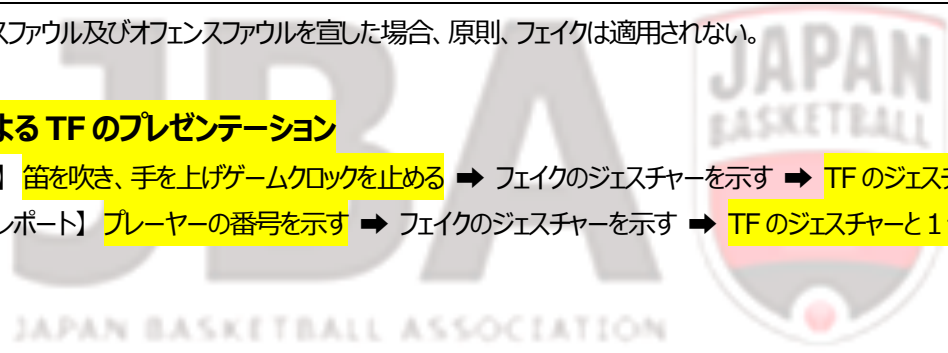 スファウル及びオフェンスファウルを宣した場合、原則、フェイクは適用されない。
よる TF のプレゼンテーション
】 笛を吹き、手を上げゲームクロックを止める ➡ フェイクのジェスチャーを示す ➡ TF のジェス
レポート】 プレーヤーの番号を示す ➡ フェイクのジェスチャーを示す ➡ TF のジェスチャーと1
JBA
JAPAN BASKETBALL ASSOCIATION
JAPAN
BASKETBALL